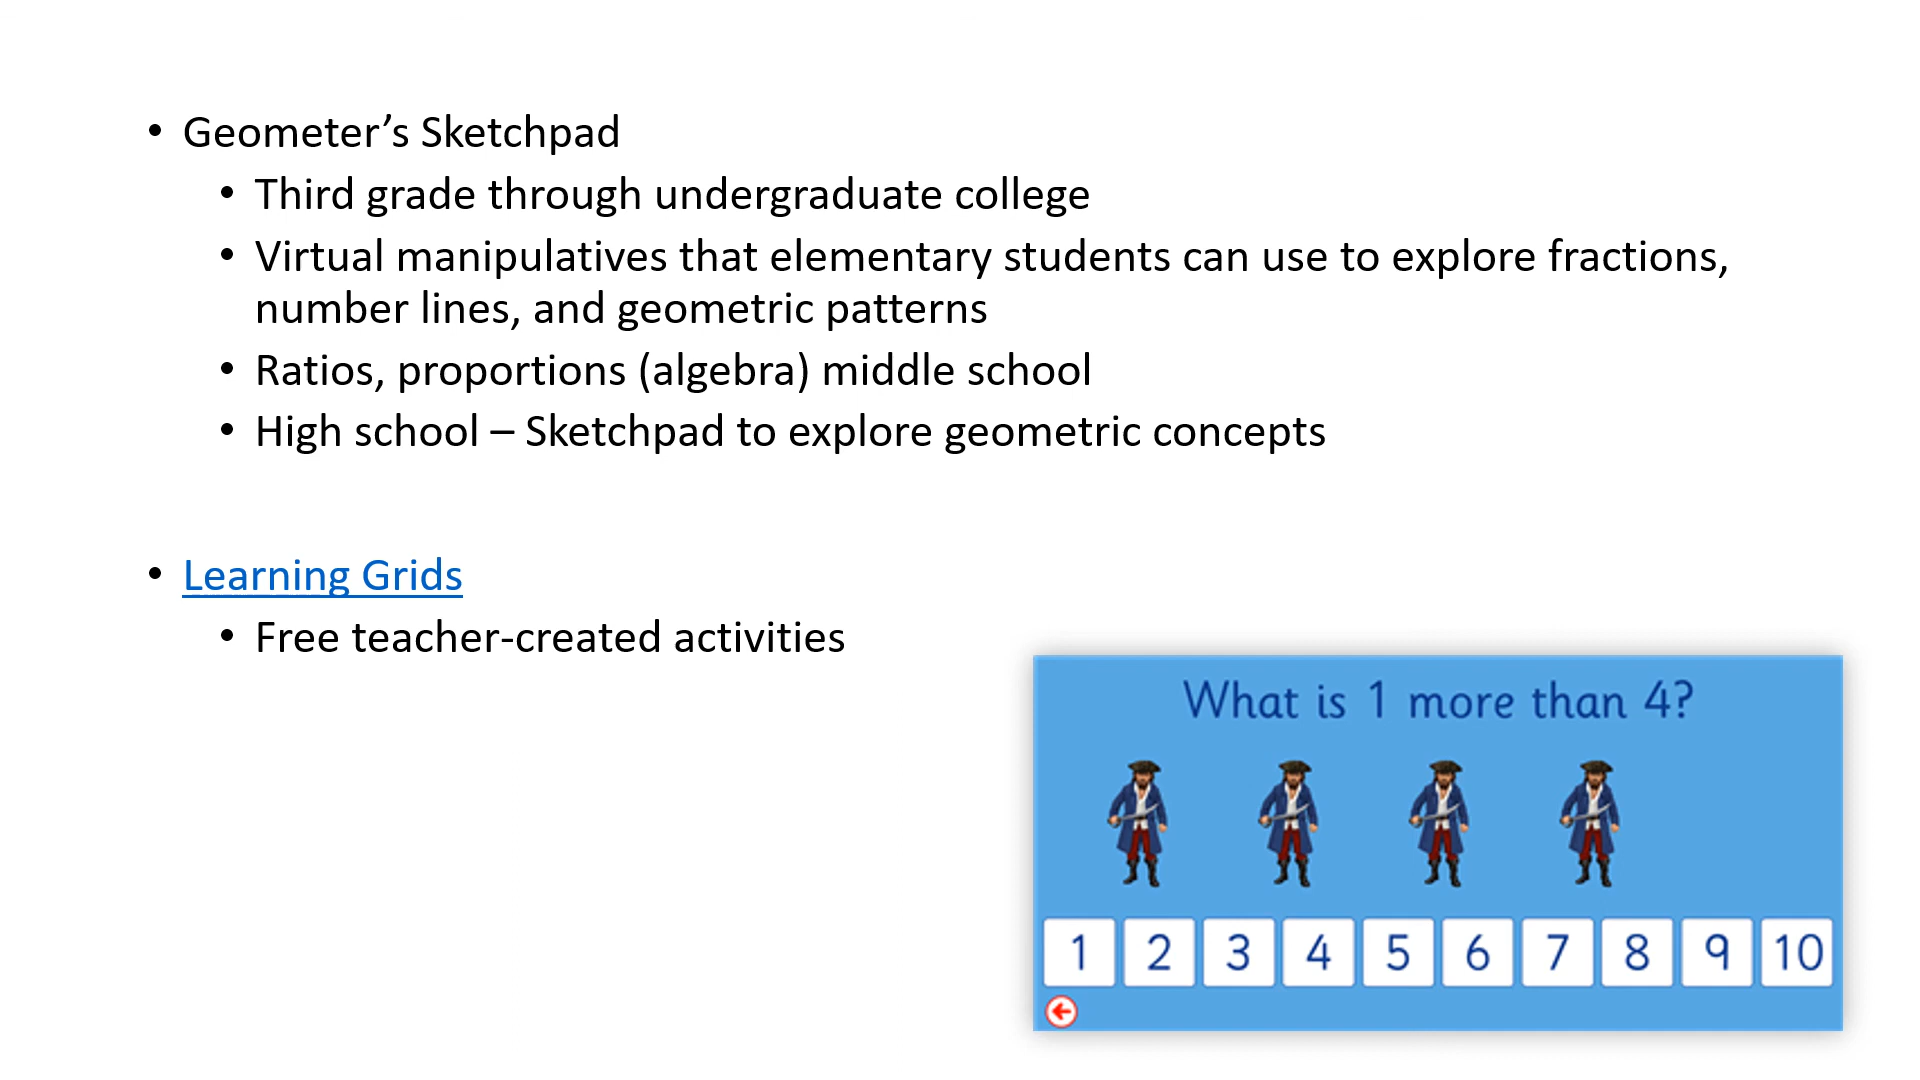 • Geometer’s Sketchpad
• Third grade through undergraduate college
• Virtual manipulatives that elementary students can use to explore fractions,
number lines, and geometric patterns
• Ratios, proportions (algebra) middle school
• High school – Sketchpad to explore geometric concepts
• Learning Grids
• Free teacher-created activities
What is 1 more than 4?
1 2 3 4 5 6 7 8 9 10